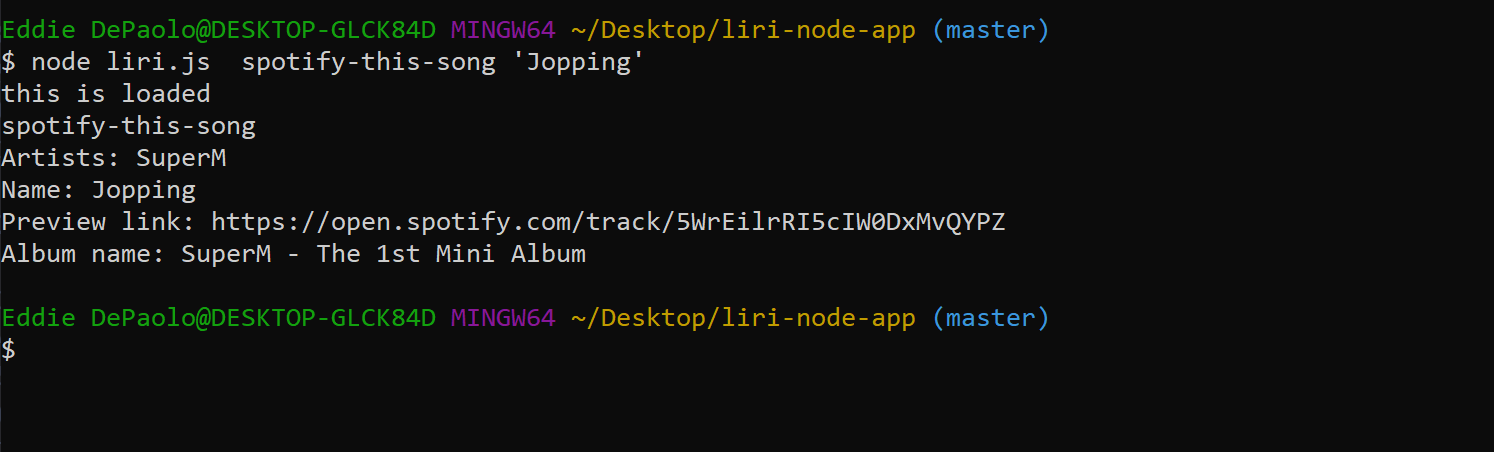 Eddie DePaolo@DESKTOP-GLCK84D MINGW64 ~/Desktop/liri-node-app (master)
$ node liri.js  spotify-this-song 'Jopping'
this is loaded
spotify-this-song
Artists: SuperM
Name: Jopping
Preview link: https://open.spotify.com/track/5WrEilrRI5cIW0DxMvQYPZ
Album name: SuperM - The 1st Mini Album
Eddie DePaolo@DESKTOP-GLCK84D MINGW64 ~/Desktop/liri-node-app (master)
$